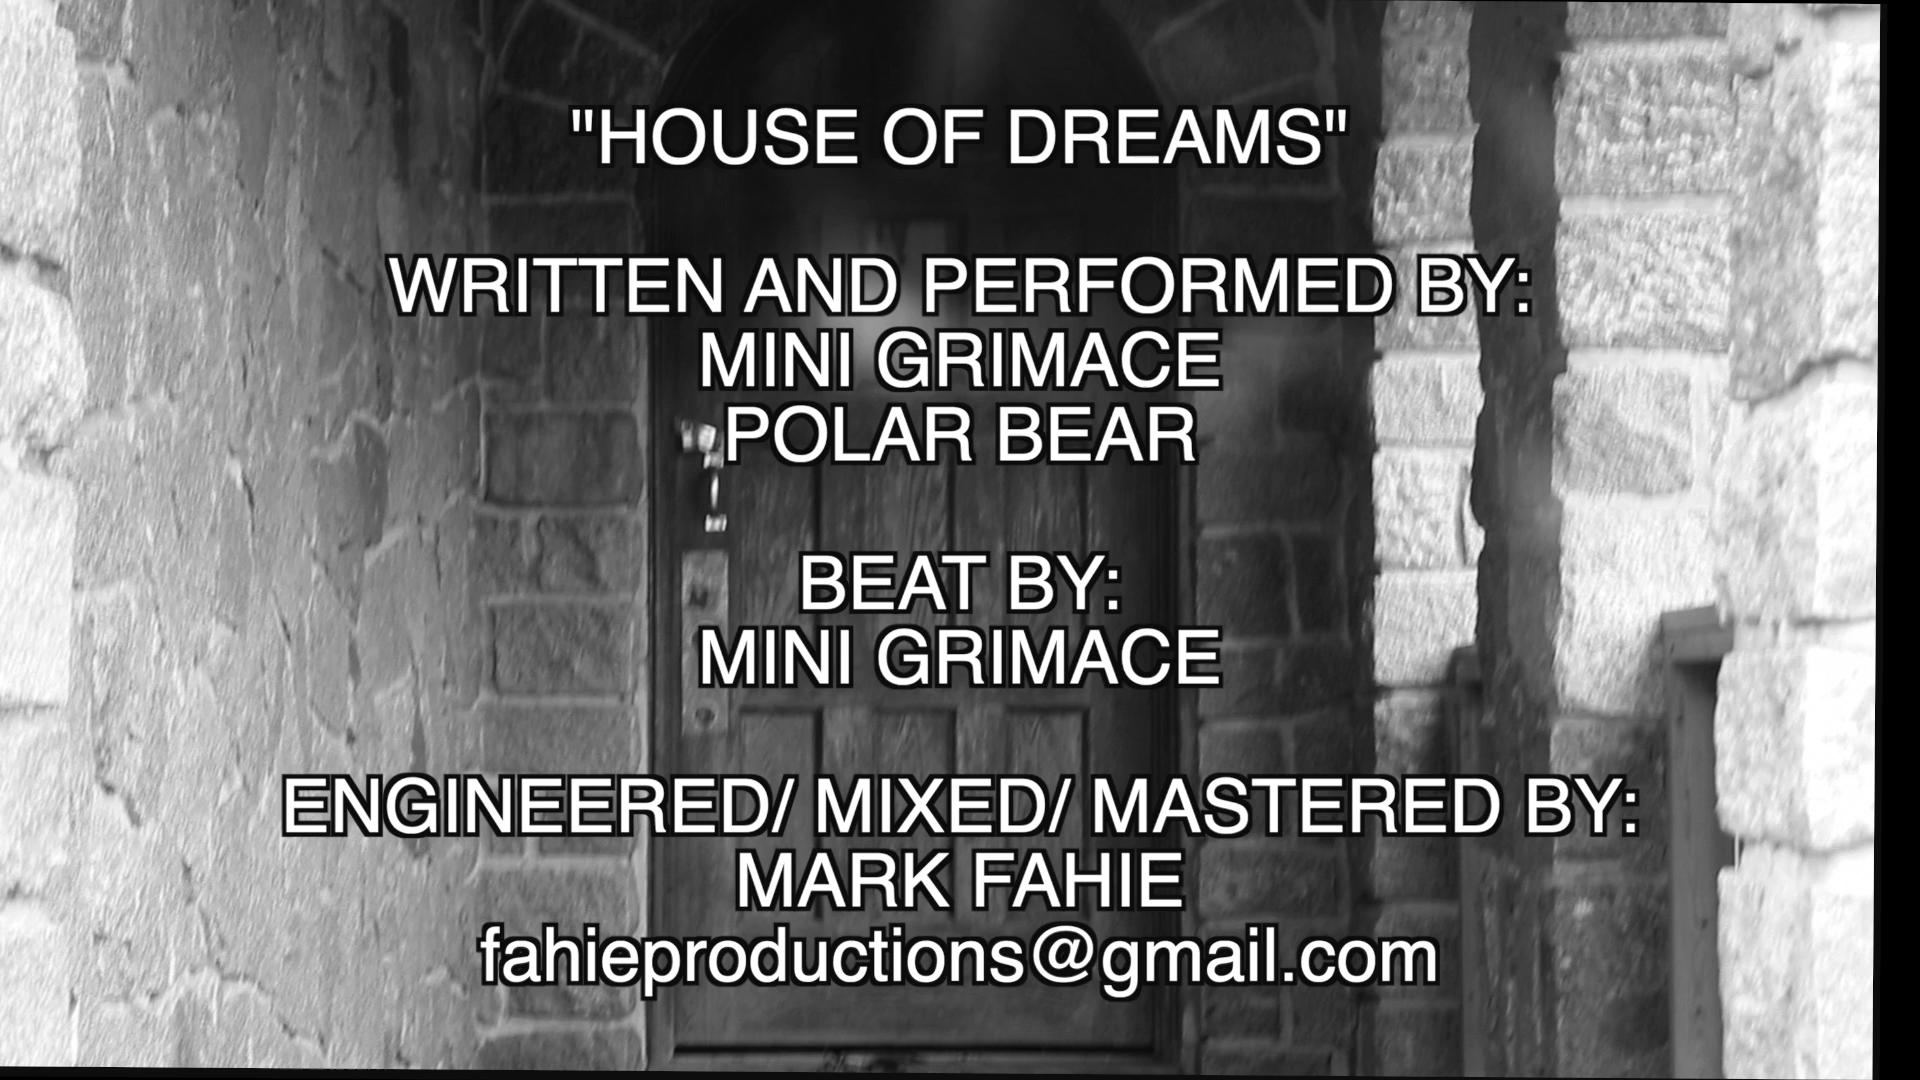 "HOUSE OF DREAMS"
WRITTEN AND PERFORMED BY:
MINI GRIMACE
POLAR BEAR
BEAT BY:
MINI GRIMACE
ENGINEERED/ MIXED/ MASTERED BY:
MARK FAHIE
fahieproductions@gmail.com